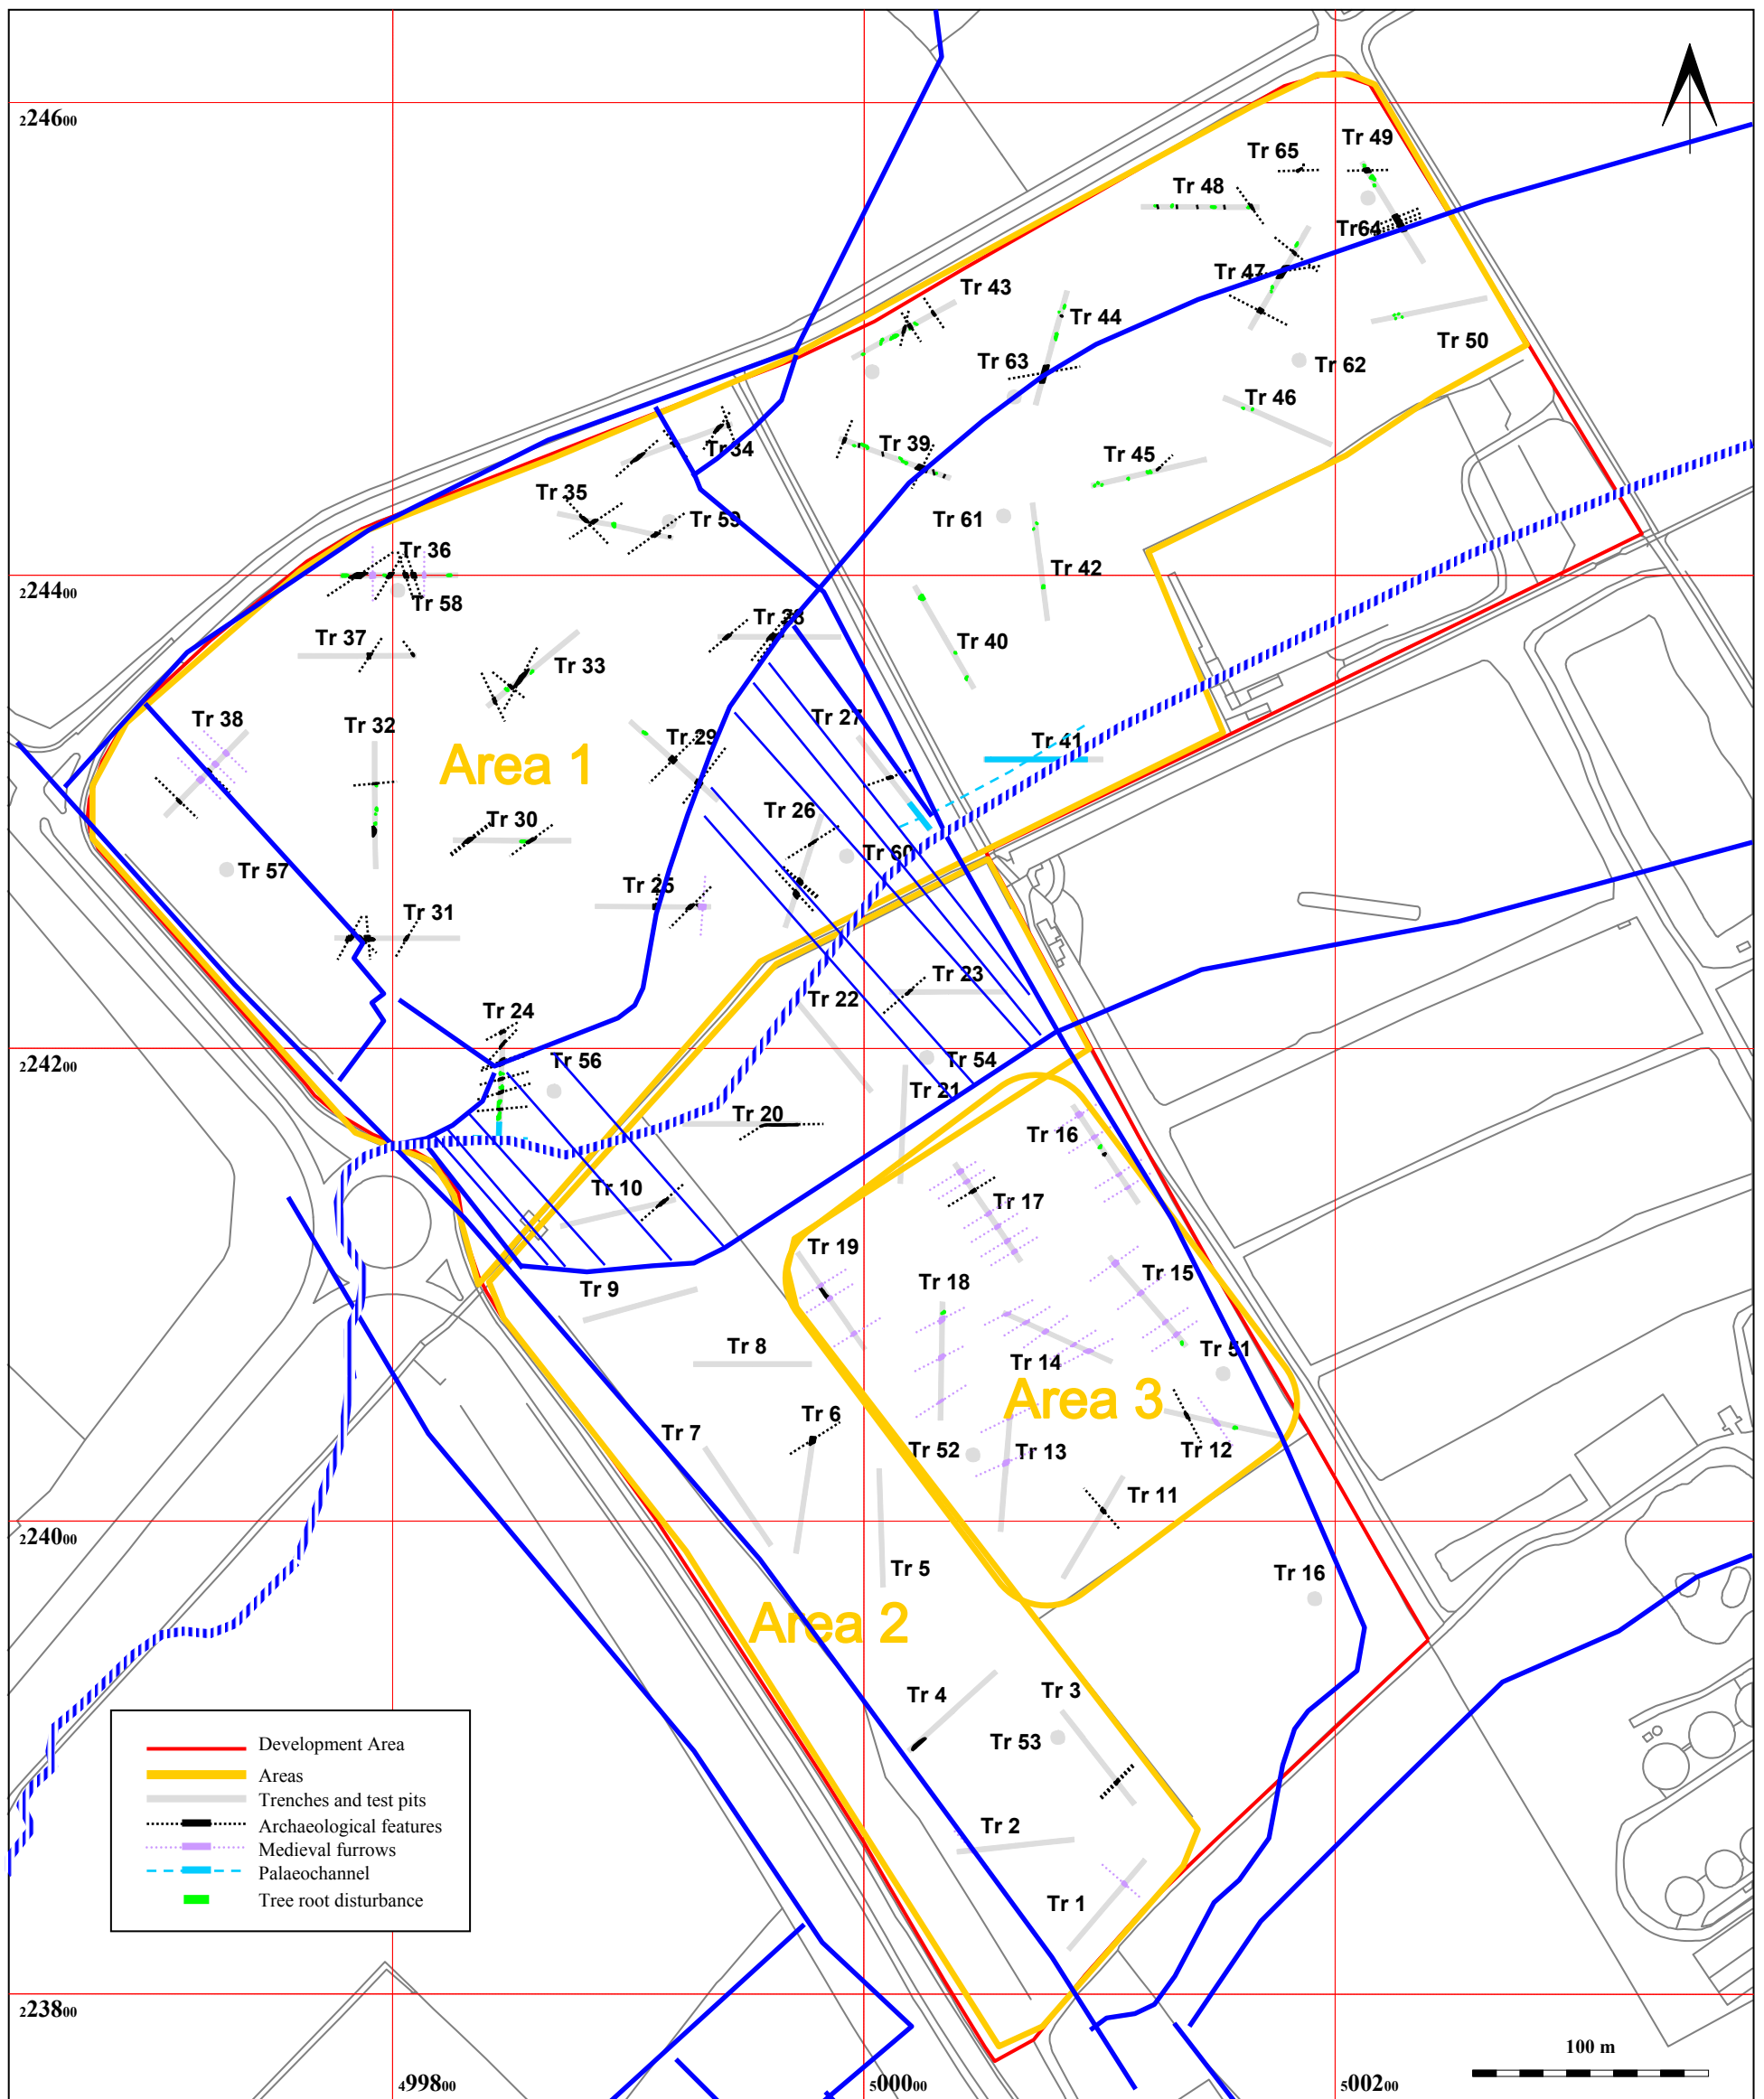 224600
Tr 65
Tr 49
Tr 48
Tr64
Tr 47
Tr 43
Tr 44
Tr 50
Tr 63
Tr 62
Tr 46
Tr 34
Tr 39
Tr 45
Tr 35
Tr 59
Tr 61
Tr 36
224400
Tr 42
Tr 58
Tr 28
Tr 37
Tr 40
Tr 33
Tr 38
Tr 32
Tr 27
Tr 29
Tr 41
Area 1
Tr 26
Tr 30
Tr 60
Tr 57
Tr 25
Tr 31
Tr 23
Tr 22
Tr 24
224200
Tr 56
Tr 54
Tr 21
Tr 20
Tr 16
Tr 10
Tr 17
Tr 19
Tr 15
Tr 9
Tr 18
Tr 8
Tr 51
Tr 14
Area 3
Tr 6
Tr 7
Tr 52
Tr 13
Tr 12
Tr 11
224000
Tr 5
Tr 16
Area 2
Tr 4
Tr 3
Tr 53
Development Area
Areas
Trenches and test pits
Archaeological features
Medieval furrows
Palaeochannel
Tree root disturbance
Tr 2
Tr 1
223800
100 m
499800
500000
500200